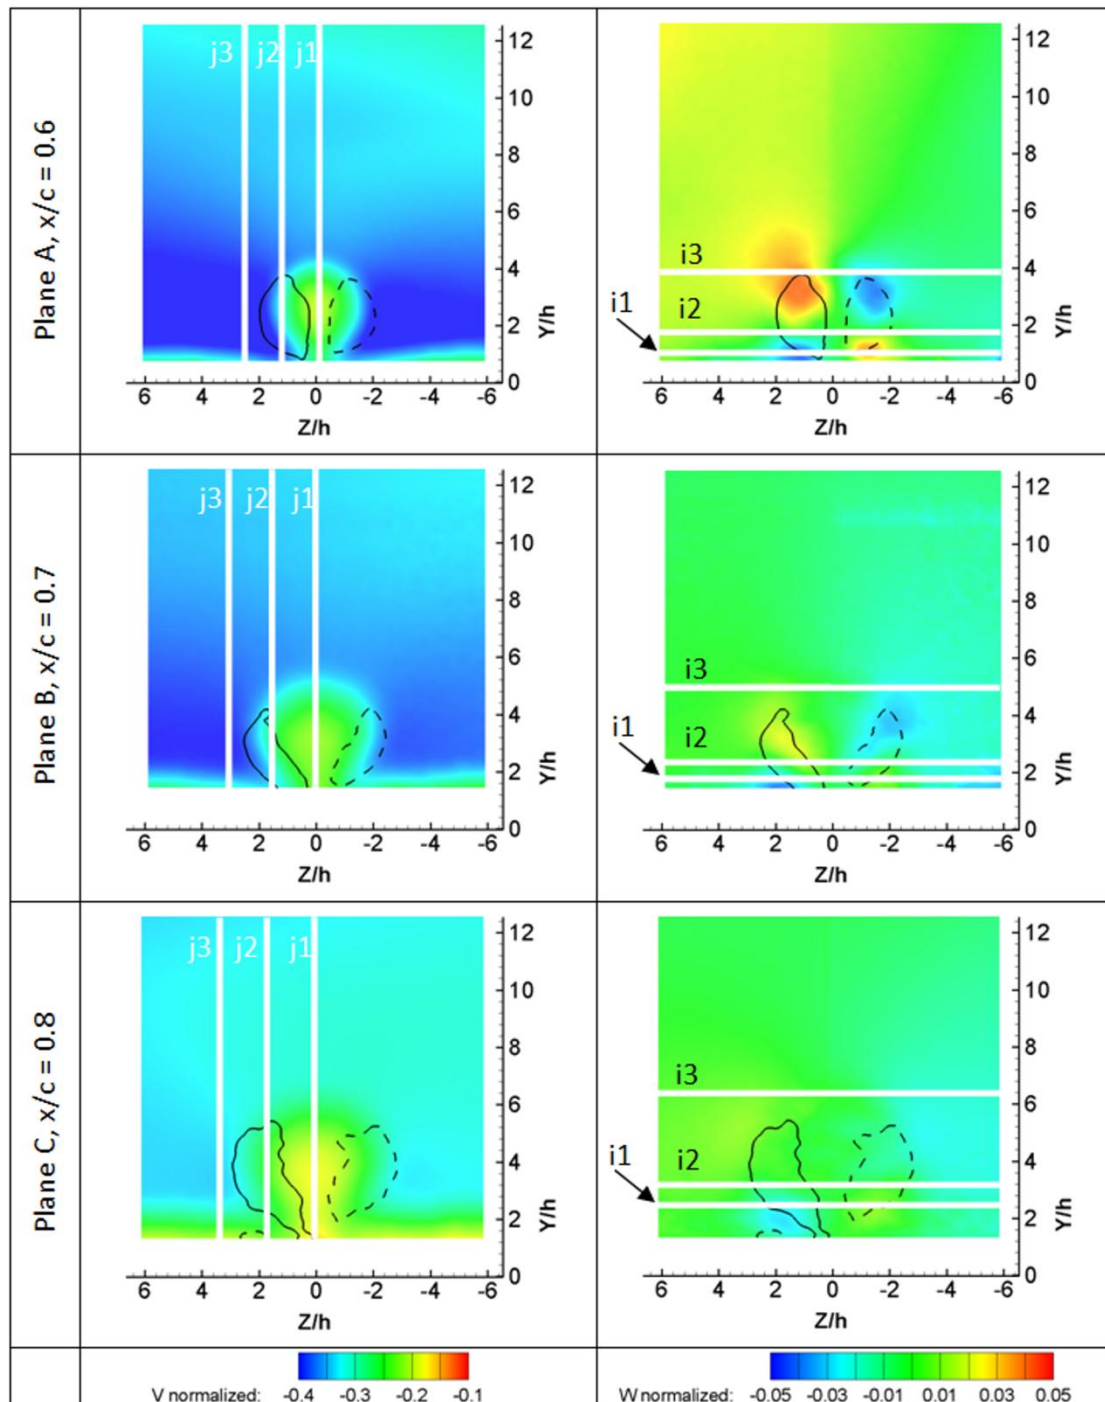 Plane A, x/c = 0.6
j3 j2 j1
12
10
8
6
4
2
0
Y/h
6 4 2 0 -2 -4 -6
Z/h
i3
i2
i1
12
10
8
6
4
2
0
Y/h
6 4 2 0 -2 -4 -6
Z/h
Plane B, x/c = 0.7
j3 j2 j1
12
10
8
6
4
2
0
Y/h
6 4 2 0 -2 -4 -6
Z/h
i3
i2
i1
12
10
8
6
4
2
0
Y/h
6 4 2 0 -2 -4 -6
Z/h
Plane C, x/c = 0.8
j3 j2 j1
12
10
8
6
4
2
0
Y/h
6 4 2 0 -2 -4 -6
Z/h
i3
i2
i1
12
10
8
6
4
2
0
Y/h
6 4 2 0 -2 -4 -6
Z/h
V normalized: -0.4 -0.3 -0.2 -0.1
W normalized: -0.05 -0.03 -0.01 0.01 0.03 0.05